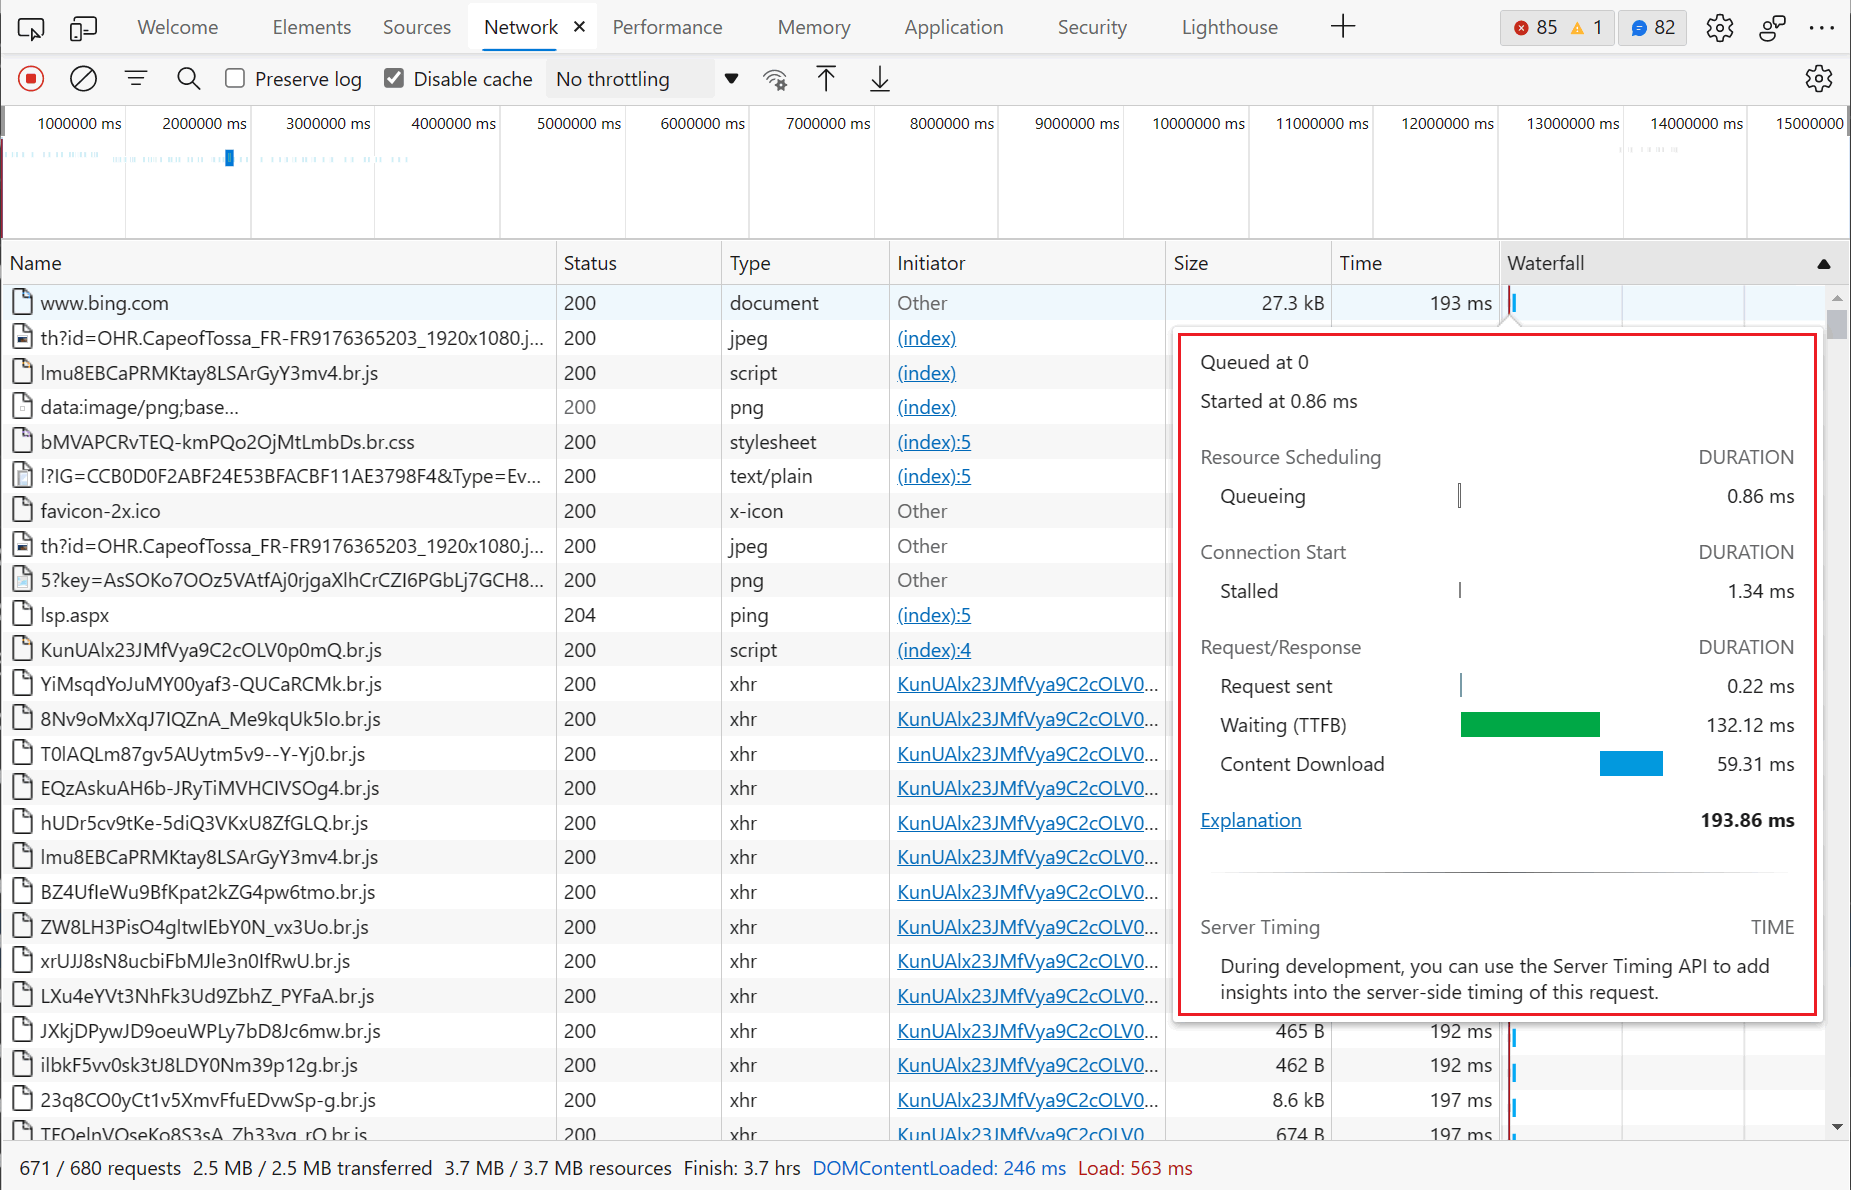 Welcome Elements Sources Network Performance Memory Application Security Lighthouse 85 1 82
Preserve log Disable cache No throttling
1000000 ms 2000000 ms 3000000 ms 4000000 ms 5000000 ms 6000000 ms 7000000 ms 8000000 ms 9000000 ms 10000000 ms 11000000 ms 12000000 ms 13000000 ms 14000000 ms 15000000
Name Status Type Initiator Size Time Waterfall
www.bing.com 200 document Other 27.3 kB 193 ms
th?id=OHR.CapeofTossa_FR-FR9176365203_1920x1080.j... 200 jpeg (index)
lmu8EBCaPRMKtay8LSArGyY3mv4.br.js 200 script (index)
data:image/png;base... 200 png (index)
bMVAPCRvTEQ-kmPQo2OjMtLmbDs.br.css 200 stylesheet (index):5
l?IG=CCB0D0F2ABF24E53BFACBF11AE3798F4&Type=Ev... 200 text/plain (index):5
favicon-2x.ico 200 x-icon Other
th?id=OHR.CapeofTossa_FR-FR9176365203_1920x1080.j... 200 jpeg Other
5?key=AsSOKo7OOz5VAtfAj0rjgaXlhCrCZI6PGbLj7GCH8... 200 png Other
lsp.aspx 204 ping (index):5
KunUAlx23JMfVya9C2cOLV0p0mQ.br.js 200 script (index):4
YiMsqdYoJuMY00yaf3-QUCaRCMk.br.js 200 xhr KunUAlx23JMfVya9C2cOLV0...
8Nv9oMxXqJ7IQZnA_Me9kqUk5Io.br.js 200 xhr KunUAlx23JMfVya9C2cOLV0...
T0lAQLm87gv5AUytm5v9--Y-Yj0.br.js 200 xhr KunUAlx23JMfVya9C2cOLV0...
EQzAskuAH6b-JRyTiMVHCIVSOg4.br.js 200 xhr KunUAlx23JMfVya9C2cOLV0...
hUDr5cv9tKe-5diQ3VKxU8ZfGLQ.br.js 200 xhr KunUAlx23JMfVya9C2cOLV0...
lmu8EBCaPRMKtay8LSArGyY3mv4.br.js 200 xhr KunUAlx23JMfVya9C2cOLV0...
BZ4UfIeWu9BfKpat2kZG4pw6tmo.br.js 200 xhr KunUAlx23JMfVya9C2cOLV0...
ZW8LH3PisO4gltwIEbY0N_vx3Uo.br.js 200 xhr KunUAlx23JMfVya9C2cOLV0...
xrUJJ8sN8ucbiFbMJle3n0IfRwU.br.js 200 xhr KunUAlx23JMfVya9C2cOLV0...
LXu4eYVt3NhFk3Ud9ZbhZ_PYFaA.br.js 200 xhr KunUAlx23JMfVya9C2cOLV0...
JXkjDPywJD9oeuWPLy7bD8Jc6mw.br.js 200 xhr KunUAlx23JMfVya9C2cOLV0... 465 B 192 ms
ilbkF5vv0sk3tJ8LDY0Nm39p12g.br.js 200 xhr KunUAlx23JMfVya9C2cOLV0... 462 B 192 ms
23q8CO0yCt1v5XmvFfuEDvwSp-g.br.js 200 xhr KunUAlx23JMfVya9C2cOLV0... 8.6 kB 197 ms
200 xhr KunUAlx23JMfVya9C2cOLV0 674 B 197 ms
Queued at 0
Started at 0.86 ms
Resource Scheduling DURATION
Queueing 0.86 ms
Connection Start DURATION
Stalled 1.34 ms
Request/Response DURATION
Request sent 0.22 ms
Waiting (TTFB) 132.12 ms
Content Download 59.31 ms
Explanation 193.86 ms
Server Timing TIME
During development, you can use the Server Timing API to add
insights into the server-side timing of this request.
671 / 680 requests 2.5 MB / 2.5 MB transferred 3.7 MB / 3.7 MB resources Finish: 3.7 hrs DOMContentLoaded: 246 ms Load: 563 ms